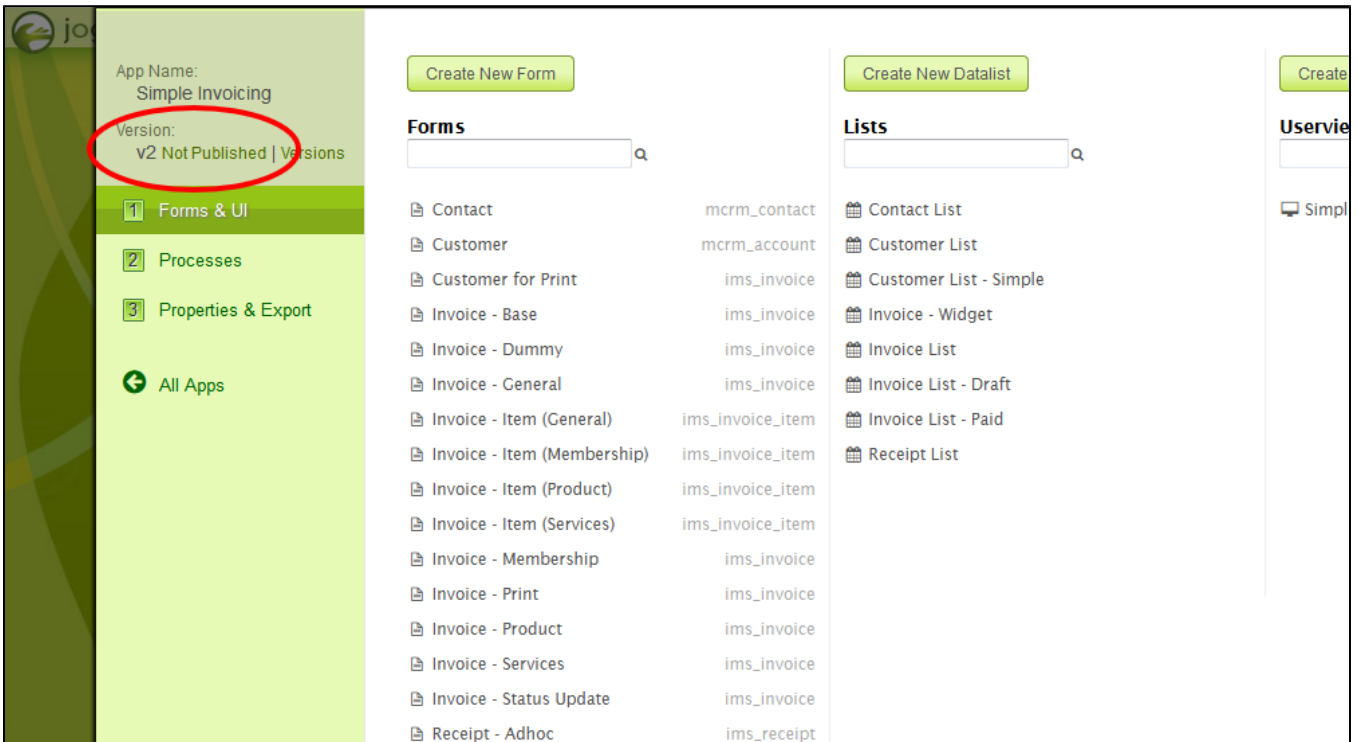 jog
App Name:
Simple Invoicing
Version:
v2 Not Published | Versions
1 Forms & UI
2 Processes
3 Properties & Export
All Apps
Create New Form
Forms
Contact mcrm_contact
Customer mcrm_account
Customer for Print ims_invoice
Invoice - Base ims_invoice
Invoice - Dummy ims_invoice
Invoice - General ims_invoice
Invoice - Item (General) ims_invoice_item
Invoice - Item (Membership) ims_invoice_item
Invoice - Item (Product) ims_invoice_item
Invoice - Item (Services) ims_invoice_item
Invoice - Membership ims_invoice
Invoice - Print ims_invoice
Invoice - Product ims_invoice
Invoice - Services ims_invoice
Invoice - Status Update ims_invoice
Receipt - Adhoc ims_receipt
Create New Datalist
Lists
Contact List
Customer List
Customer List - Simple
Invoice - Widget
Invoice List
Invoice List - Draft
Invoice List - Paid
Receipt List
Create
Uservie
Simpl